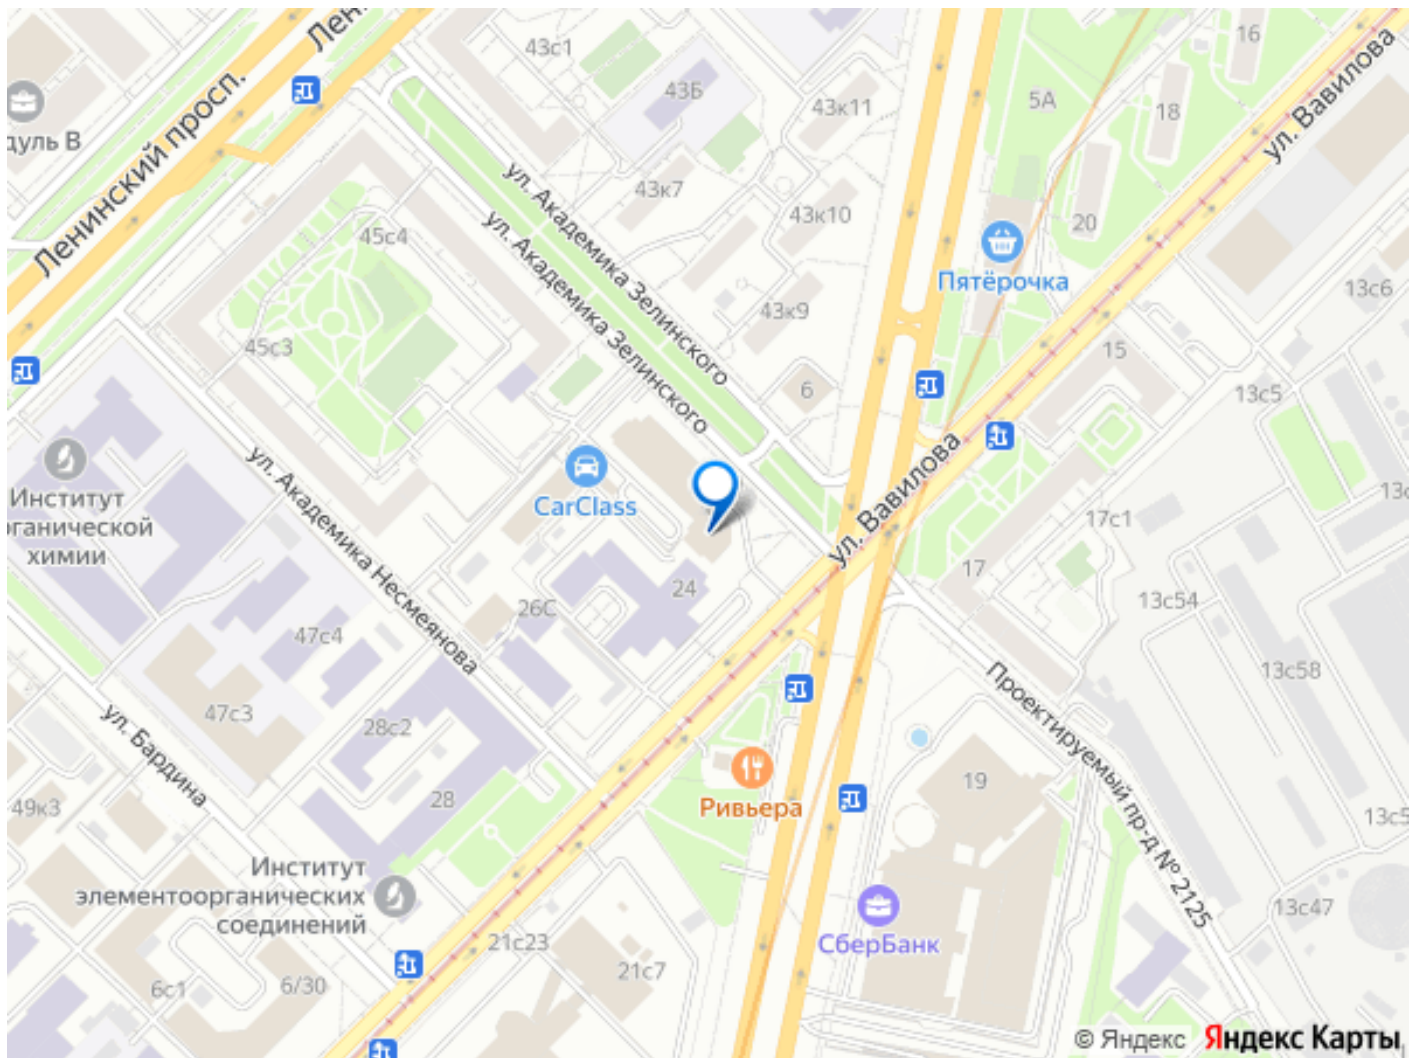 Лен
Ленинский просп.
43с1
43Б
43к11
5А
16
18
ул. Вавилова
дуль В
ул. Академика Зелинского
43к7
43к10
20
45с4
ул. Академика Зелинского
Пятёрочка
13с6
43к9
45с3
15
6
13с5
Институт
рганической
химии
ул. Академика Несмеянова
CarClass
ул. Вавилова
17с1
17
13с54
24
26С
47с4
13с58
47с3
28с2
ул. Бардина
Проектируемый пр-д № 2125
19
Ривьера
28
49к3
Институт
элементоорганических
соединений
СберБанк
13с47
21с23
21с7
6с1
6/30
© Яндекс Яндекс Карты